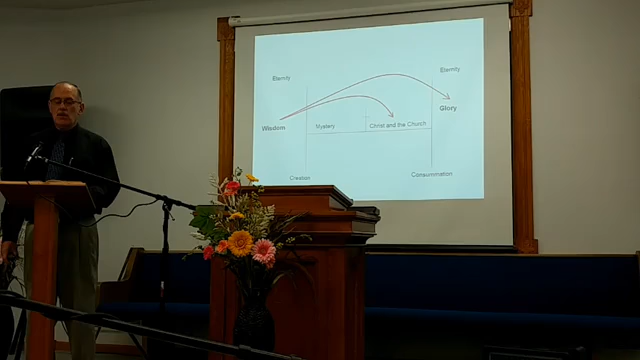 Eternity
Eternity
Glory
Wisdom
Mystery
Christ and the Church
Creation
Consummation